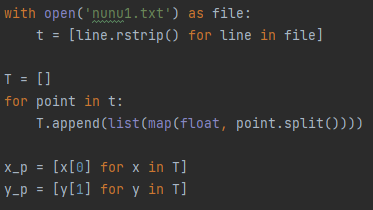 with open('nunu1.txt') as file:
    t = [line.rstrip() for line in file]

T = []
for point in t:
    T.append(list(map(float, point.split())))

x_p = [x[0] for x in T]
y_p = [y[1] for y in T]